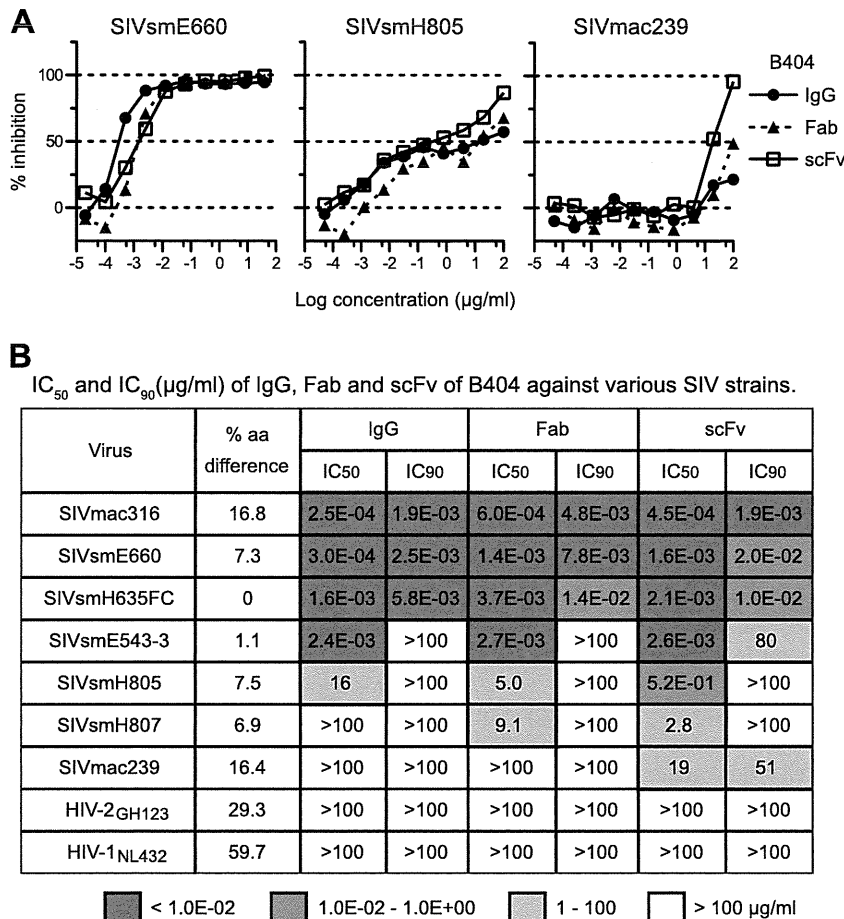 A
SIVsmE660 SIVsmH805 SIVmac239
% inhibition
100
50
0
-5 -4 -3 -2 -1 0 1 2
-5 -4 -3 -2 -1 0 1 2
-5 -4 -3 -2 -1 0 1 2
Log concentration (µg/ml)
B404
IgG
Fab
scFv
B
IC50 and IC90(µg/ml) of IgG, Fab and scFv of B404 against various SIV strains.
Virus % aa difference IgG Fab scFv
IC50 IC90 IC50 IC90 IC50 IC90
SIVmac316 16.8 2.5E-04 1.9E-03 6.0E-04 4.8E-03 4.5E-04 1.9E-03
SIVsmE660 7.3 3.0E-04 2.5E-03 1.4E-03 7.8E-03 1.6E-03 2.0E-02
SIVsmH635FC 0 1.6E-03 5.8E-03 3.7E-03 1.4E-02 2.1E-03 1.0E-02
SIVsmE543-3 1.1 2.4E-03 >100 2.7E-03 >100 2.6E-03 80
SIVsmH805 7.5 16 >100 5.0 >100 5.2E-01 >100
SIVsmH807 6.9 >100 >100 9.1 >100 2.8 >100
SIVmac239 16.4 >100 >100 >100 >100 19 51
HIV-2GH123 29.3 >100 >100 >100 >100 >100 >100
HIV-1NL432 59.7 >100 >100 >100 >100 >100 >100
< 1.0E-02 1.0E-02 - 1.0E+00 1 - 100 > 100 µg/ml